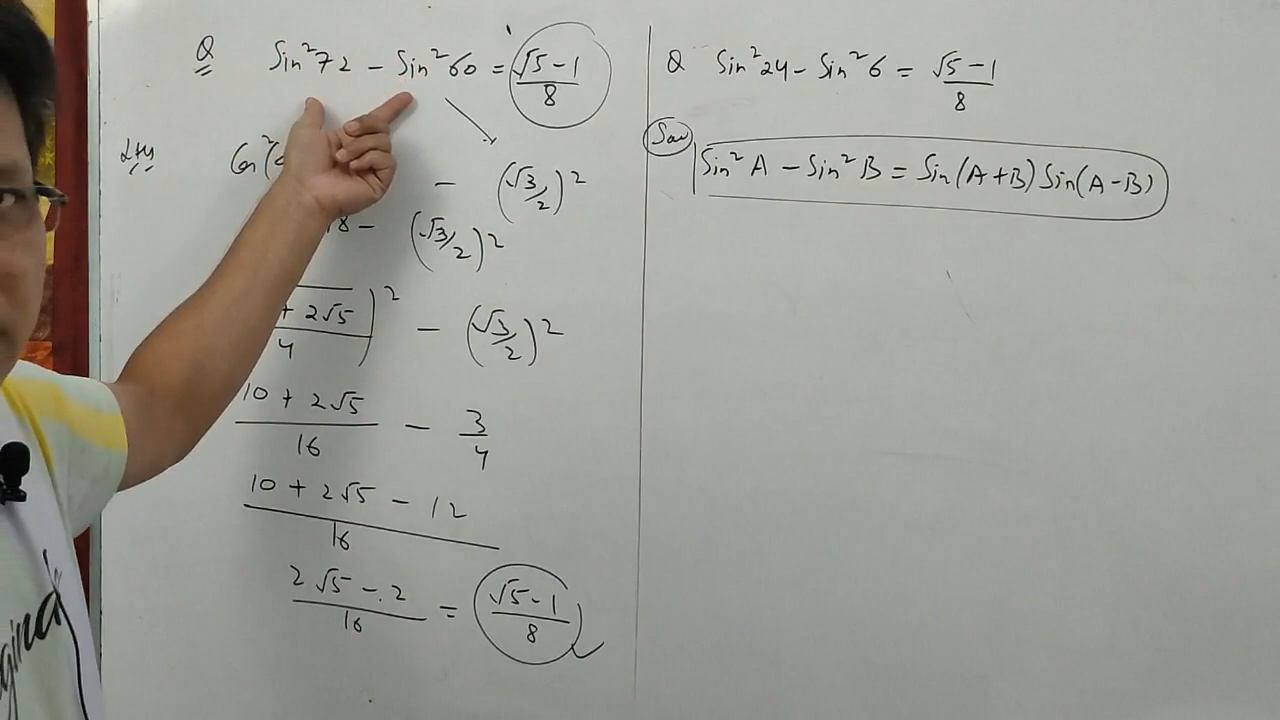 Q Sin²72 - Sin²60 = √5-1/8
LHS Cos²( - (√3/2)²
18 - (√3/2)²
+ 2√5/4)² - (√3/2)²
10 + 2√5/16 - 3/4
10 + 2√5 - 12/16
2√5 - 2/16 = √5-1/8
Q Sin²24 - Sin²6 = √5-1/8
Sin²A - Sin²B = Sin(A+B) Sin(A-B)